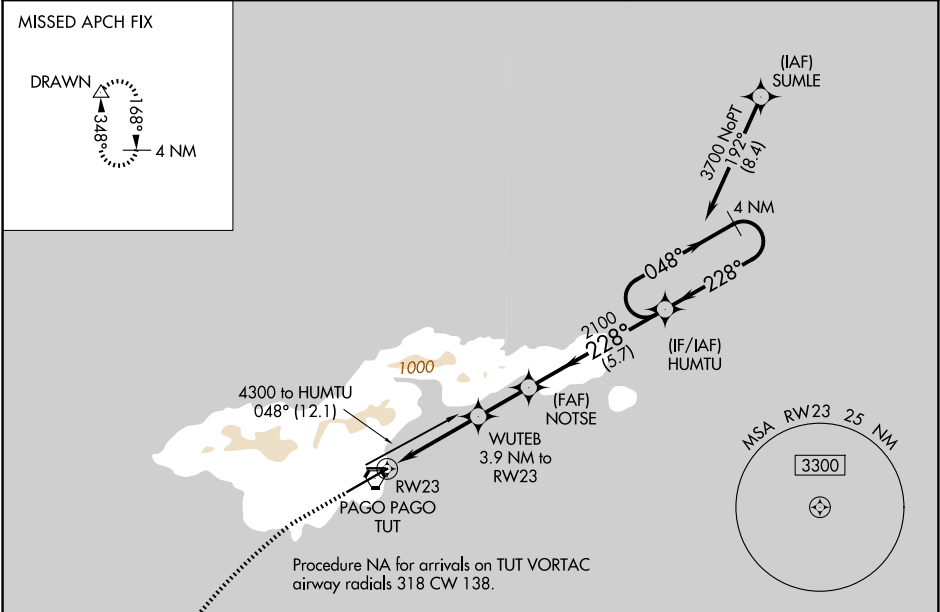 MISSED APCH FIX
DRAWN
348°
168°
4 NM
(IAF)
SUMLE
3700 NoPT
192°
(8.4)
4 NM
048°
228°
2100
228°
(5.7)
(IF/IAF)
HUMTU
1000
4300 to HUMTU
048° (12.1)
(FAF)
NOTSE
WUTEB
3.9 NM to
RW23
RW23
PAGO PAGO
TUT
MSA RW23 25 NM
3300
Procedure NA for arrivals on TUT VORTAC
airway radials 318 CW 138.